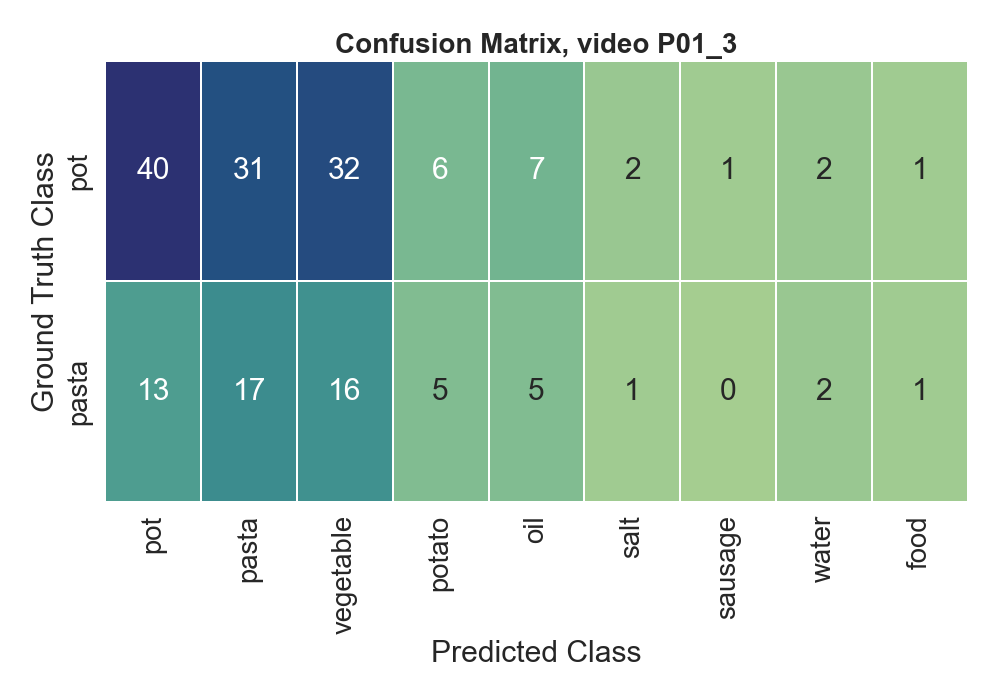 Confusion Matrix, video P01_3
Ground Truth Class
pot
40 31 32 6 7 2 1 2 1
pasta
13 17 16 5 5 1 0 2 1
pot pasta vegetable potato oil salt sausage water food
Predicted Class